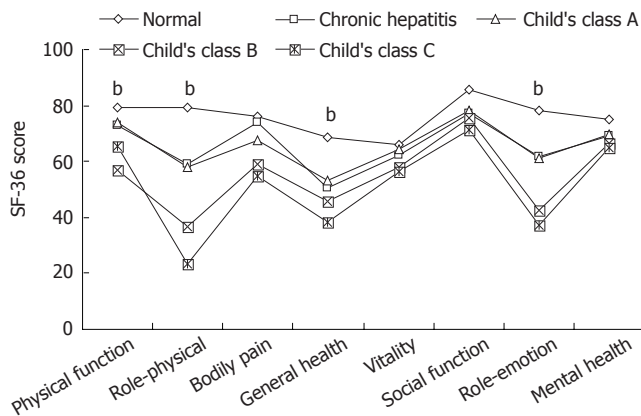 Normal Chronic hepatitis Child's class A
Child's class B Child's class C
100
80
60
40
20
0
SF-36 score
b b b b
Physical function
Role-physical
Bodily pain
General health
Vitality
Social function
Role-emotion
Mental health